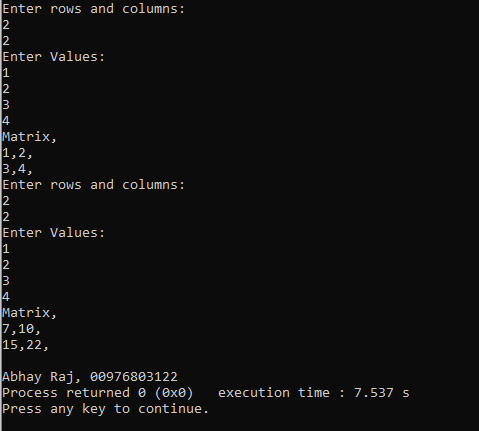 Enter rows and columns:
2
2
Enter Values:
1
2
3
4
Matrix,
1,2,
3,4,
Enter rows and columns:
2
2
Enter Values:
1
2
3
4
Matrix,
7,10,
15,22,
Abhay Raj, 00976803122
Process returned 0 (0x0)   execution time : 7.537 s
Press any key to continue.